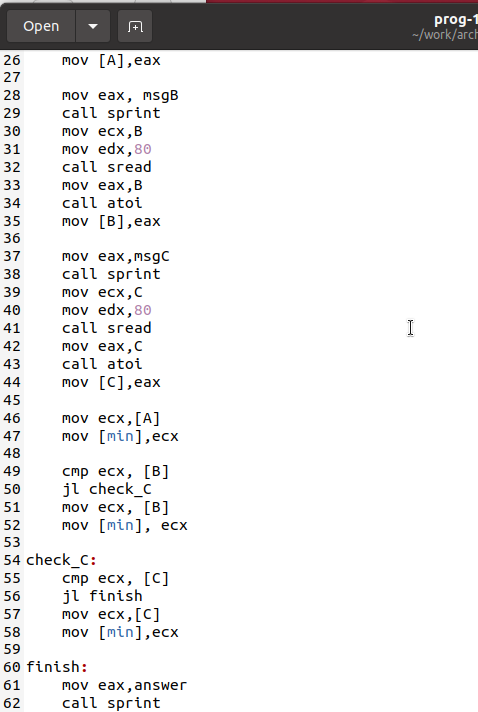 Open
prog-1
~/work/arch
26 mov [A],eax
27
28 mov eax, msgB
29 call sprint
30 mov ecx,B
31 mov edx,80
32 call sread
33 mov eax,B
34 call atoi
35 mov [B],eax
36
37 mov eax,msgC
38 call sprint
39 mov ecx,C
40 mov edx,80
41 call sread
42 mov eax,C
43 call atoi
44 mov [C],eax
45
46 mov ecx,[A]
47 mov [min],ecx
48
49 cmp ecx, [B]
50 jl check_C
51 mov ecx, [B]
52 mov [min], ecx
53
54 check_C:
55 cmp ecx, [C]
56 jl finish
57 mov ecx,[C]
58 mov [min],ecx
59
60 finish:
61 mov eax,answer
62 call sprint